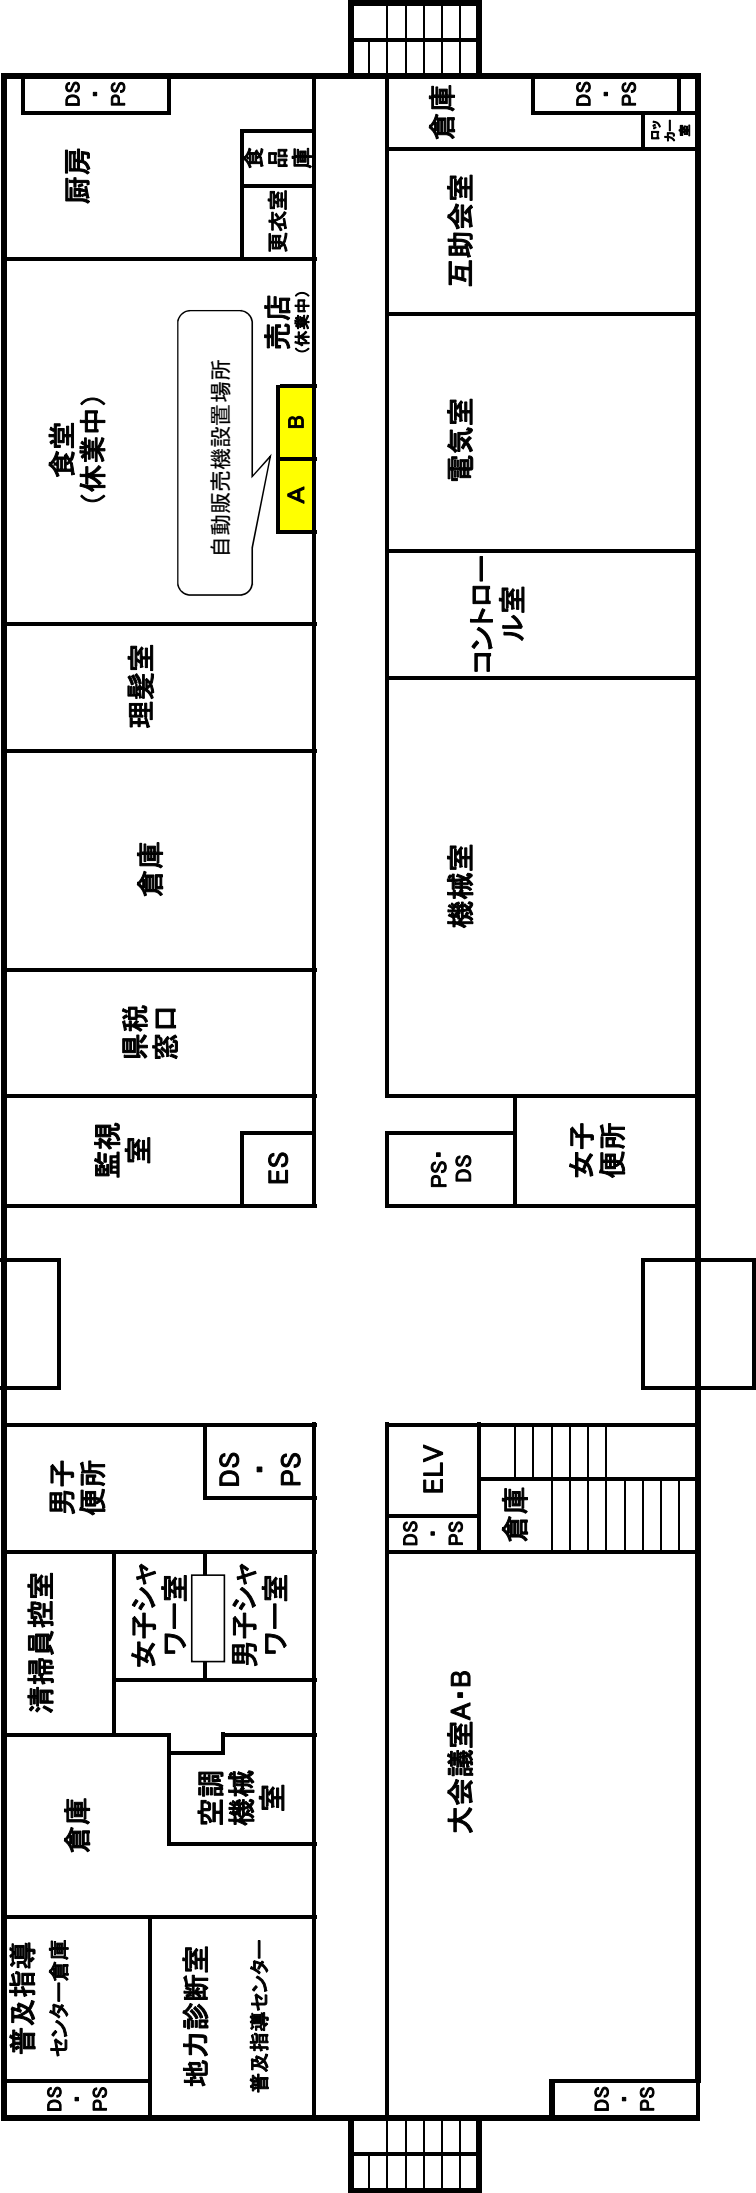 DS
・
PS
厨房
食品
庫
更衣室
売店
(休業中)
食堂
(休業中)
自動販売機設置場所
B
A
理髪室
倉庫
県税
窓口
監視
室
ES
倉庫
DS
・
PS
ロッ
カー
室
互助会室
電気室
コントロー
ル室
機械室
PS・
DS
女子
便所
男子
便所
DS
・
PS
清掃員控室
女子シャ
ワー室
男子シャ
ワー室
倉庫
空調
機械
室
普及指導
センター倉庫
DS
・
PS
地力診断室
普及指導センター
ELV
DS
・
PS
倉庫
大会議室A・B
DS
・
PS